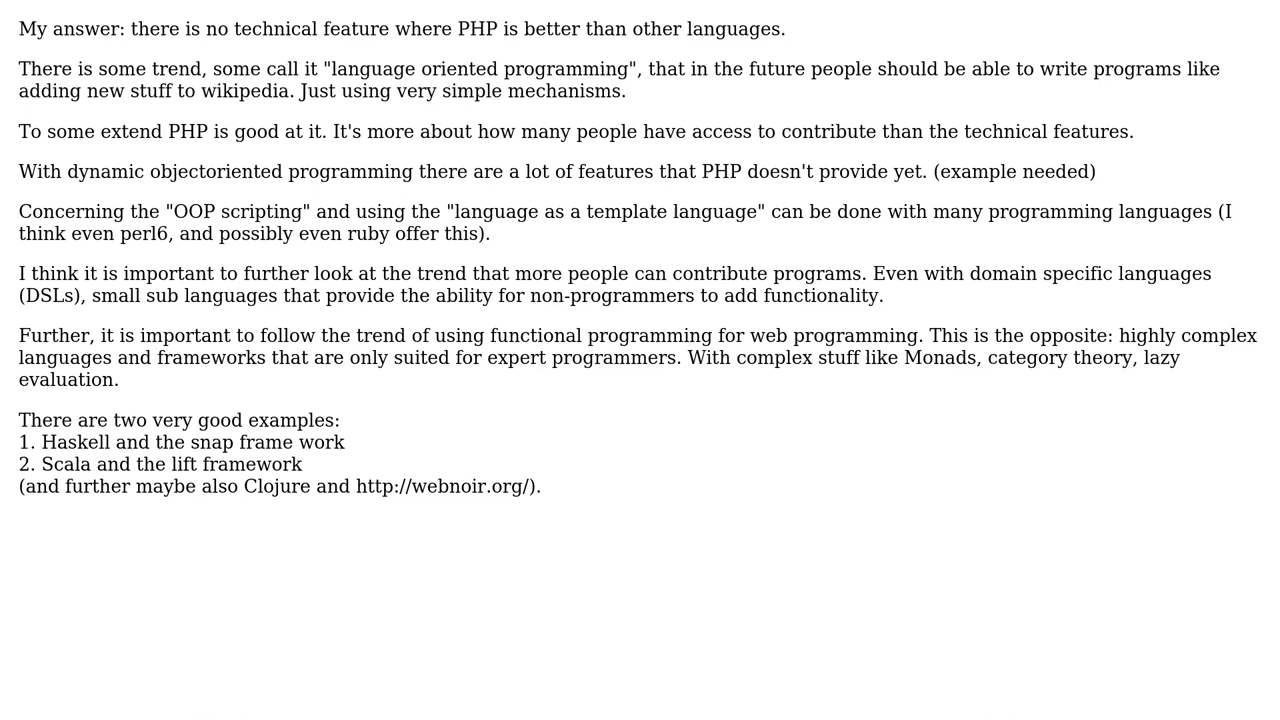 My answer: there is no technical feature where PHP is better than other languages.
There is some trend, some call it "language oriented programming", that in the future people should be able to write programs like
adding new stuff to wikipedia. Just using very simple mechanisms.
To some extend PHP is good at it. It's more about how many people have access to contribute than the technical features.
With dynamic objectoriented programming there are a lot of features that PHP doesn't provide yet. (example needed)
Concerning the "OOP scripting" and using the "language as a template language" can be done with many programming languages (I
think even perl6, and possibly even ruby offer this).
I think it is important to further look at the trend that more people can contribute programs. Even with domain specific languages
(DSLs), small sub languages that provide the ability for non-programmers to add functionality.
Further, it is important to follow the trend of using functional programming for web programming. This is the opposite: highly complex
languages and frameworks that are only suited for expert programmers. With complex stuff like Monads, category theory, lazy
evaluation.
There are two very good examples:
1. Haskell and the snap frame work
2. Scala and the lift framework
(and further maybe also Clojure and http://webnoir.org/).